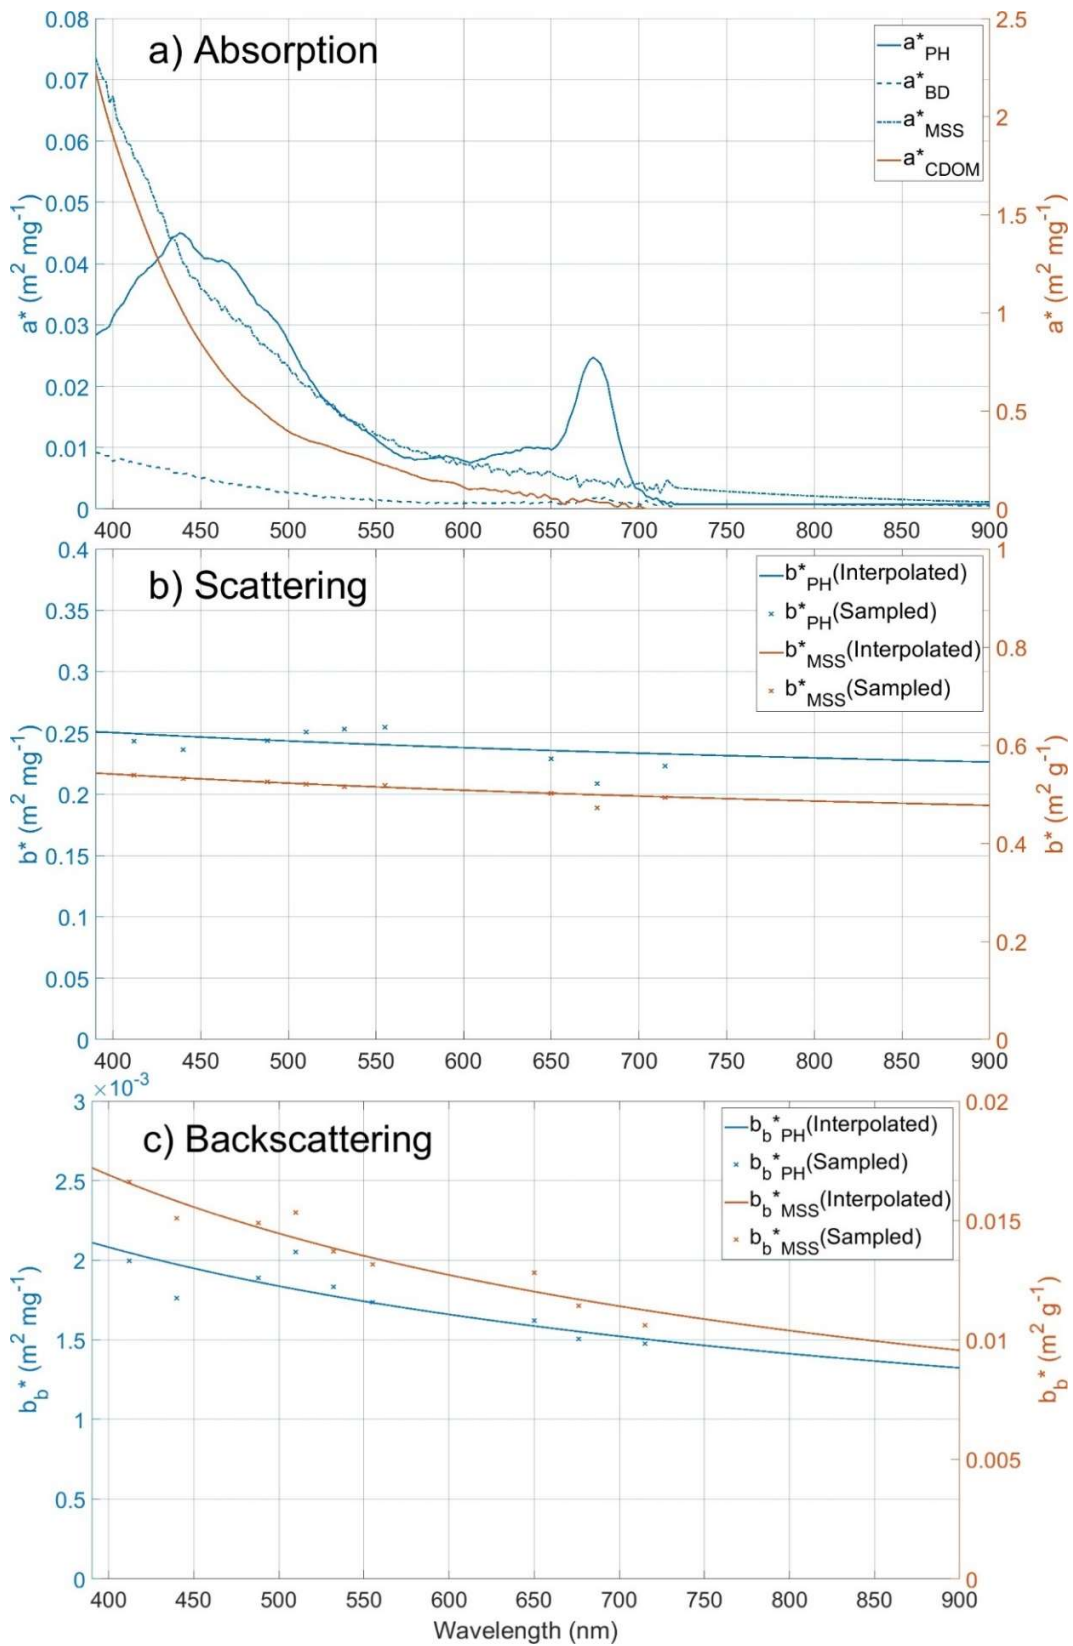 a) Absorption
0.08
0.07
0.06
0.05
0.04
0.03
0.02
0.01
0
a* (m² mg⁻¹)
2.5
2
1.5
1
0.5
0
a* (m² mg⁻¹)
a*PH
a*BD
a*MSS
a*CDOM
400 450 500 550 600 650 700 750 800 850 900
b) Scattering
0.4
0.35
0.3
0.25
0.2
0.15
0.1
0.05
0
b* (m² mg⁻¹)
1
0.8
0.6
0.4
0.2
0
b* (m² g⁻¹)
b*PH(Interpolated)
b*PH(Sampled)
b*MSS(Interpolated)
b*MSS(Sampled)
400 450 500 550 600 650 700 750 800 850 900
×10⁻³
c) Backscattering
3
2.5
2
1.5
1
0.5
0
bb* (m² mg⁻¹)
0.02
0.015
0.01
0.005
0
bb* (m² g⁻¹)
bb*PH(Interpolated)
bb*PH(Sampled)
bb*MSS(Interpolated)
bb*MSS(Sampled)
400 450 500 550 600 650 700 750 800 850 900
Wavelength (nm)